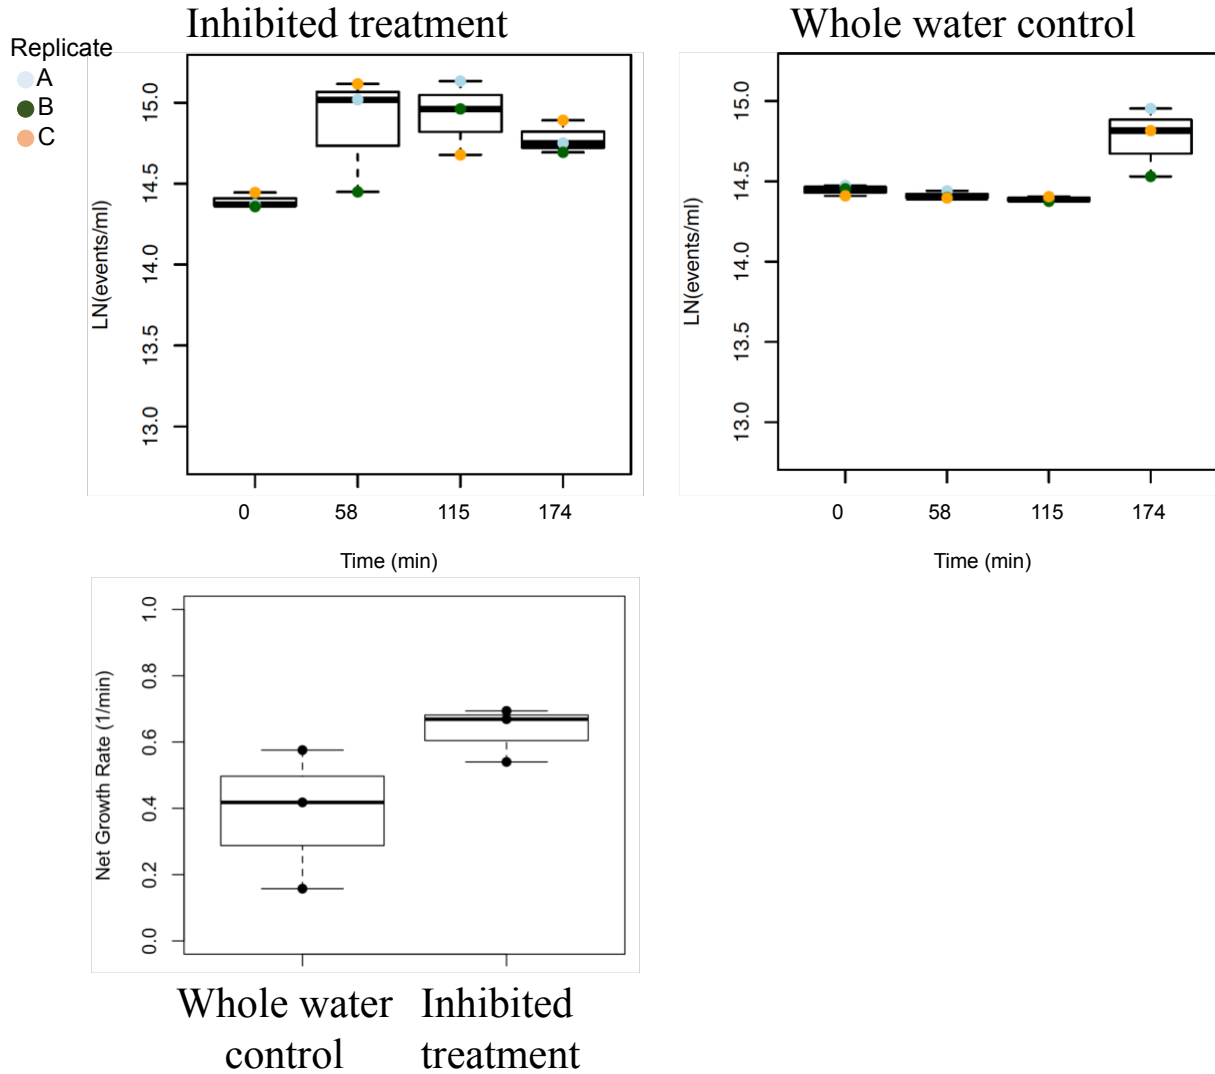 Inhibited treatment
Whole water control
Replicate
A
B
C
LN(events/ml)
15.0
14.5
14.0
13.5
13.0
0 58 115 174
Time (min)
LN(events/ml)
15.0
14.5
14.0
13.5
13.0
0 58 115 174
Time (min)
Net Growth Rate (1/min)
1.0
0.8
0.6
0.4
0.2
0.0
Whole water
control
Inhibited
treatment